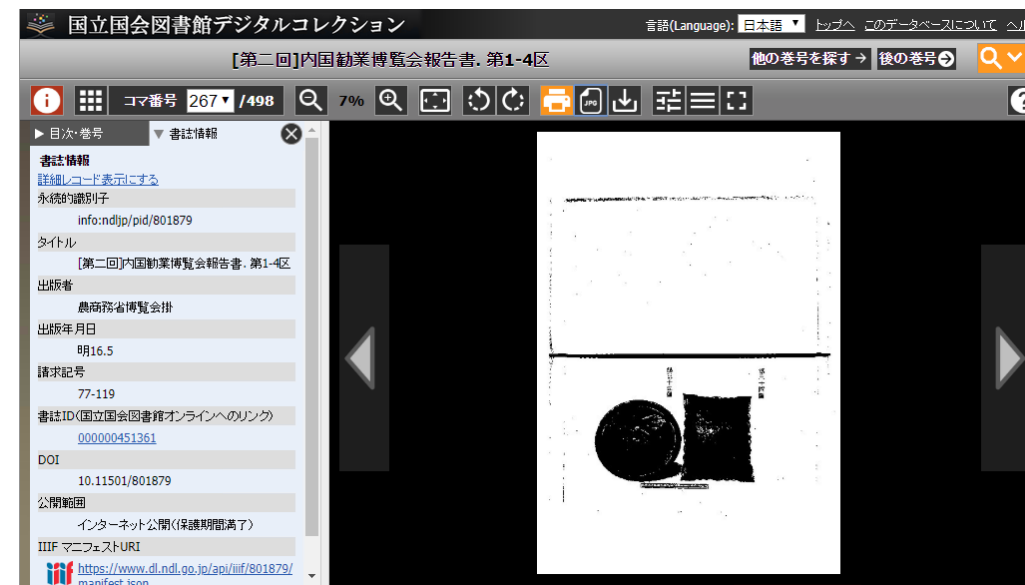 国立国会図書館デジタルコレクション
言語(Language): 日本語 ▼ トップへ このデータベースについて ヘル
[第二回]内国勧業博覧会報告書. 第1-4区
他の巻号を探す→ 後の巻号
コマ番号 267 ▼ /498 7% JPG
▶ 目次・巻号 ▼ 書誌情報
書誌情報
詳細レコード表示にする
永続的識別子
info:ndljp/pid/801879
タイトル
[第二回]内国勧業博覧会報告書. 第1-4区
出版者
農商務省博覧会掛
出版年月日
明16.5
請求記号
77-119
書誌ID(国立国会図書館オンラインへのリンク)
000000451361
DOI
10.11501/801879
公開範囲
インターネット公開(保護期間満了)
IIIF マニフェストURI
iiif https://www.dl.ndl.go.jp/api/iiif/801879/
manifest.json